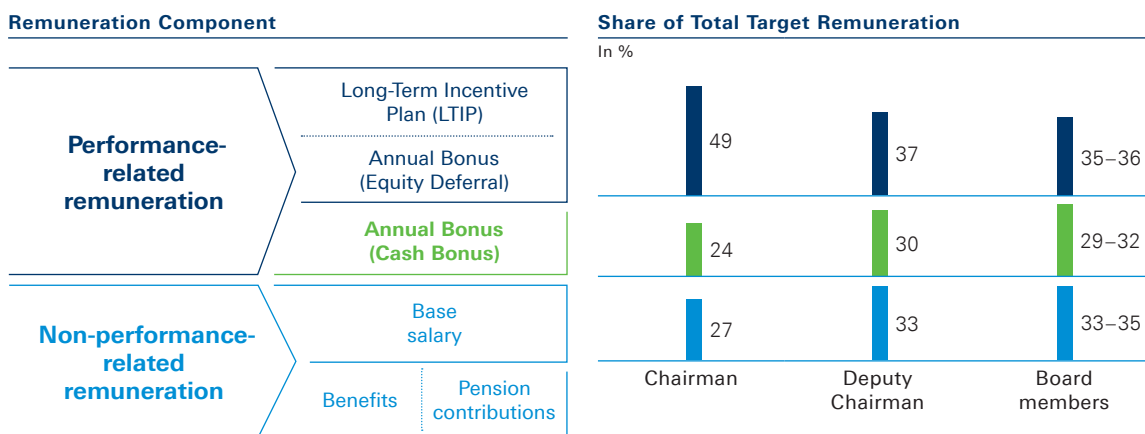 Remuneration Component
Performance-
related
remuneration
Long-Term Incentive
Plan (LTIP)
Annual Bonus
(Equity Deferral)
Annual Bonus
(Cash Bonus)
Non-performance-
related
remuneration
Base
salary
Benefits
Pension
contributions
Share of Total Target Remuneration
In %
49
37
35–36
24
30
29–32
27
33
33–35
Chairman
Deputy
Chairman
Board
members